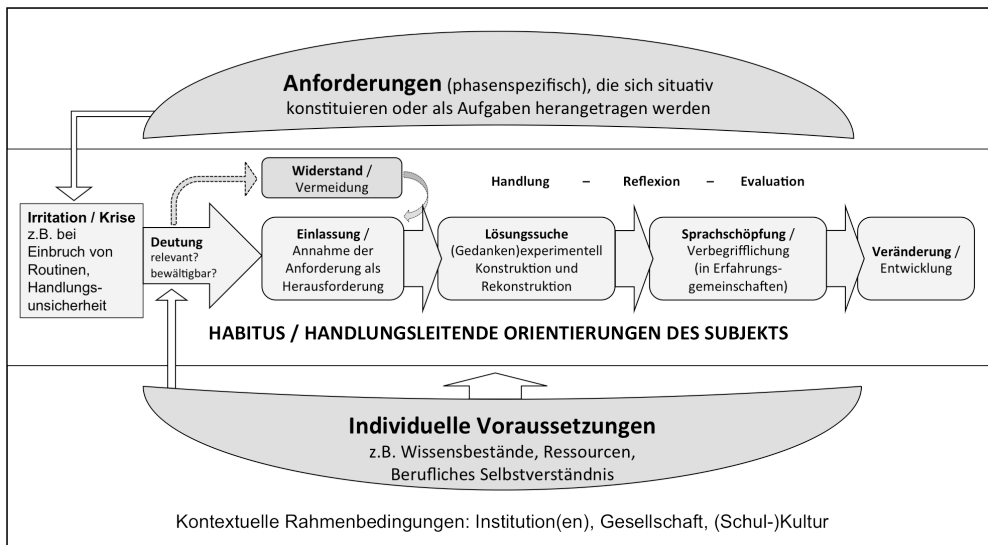 Anforderungen (phasenspezifisch), die sich situativ
konstituieren oder als Aufgaben herangetragen werden
Widerstand /
Vermeidung
Handlung – Reflexion – Evaluation
Irritation / Krise
z.B. bei
Einbruch von
Routinen,
Handlungs-
unsicherheit
Deutung
relevant?
bewältigbar?
Einlassung /
Annahme der
Anforderung als
Herausforderung
Lösungssuche
(Gedanken)experimentell
Konstruktion und
Rekonstruktion
Sprachschöpfung /
Verbegrifflichung
(in Erfahrungs-
gemeinschaften)
Veränderung /
Entwicklung
HABITUS / HANDLUNGSLEITENDE ORIENTIERUNGEN DES SUBJEKTS
Individuelle Voraussetzungen
z.B. Wissensbestände, Ressourcen,
Berufliches Selbstverständnis
Kontextuelle Rahmenbedingungen: Institution(en), Gesellschaft, (Schul-)Kultur